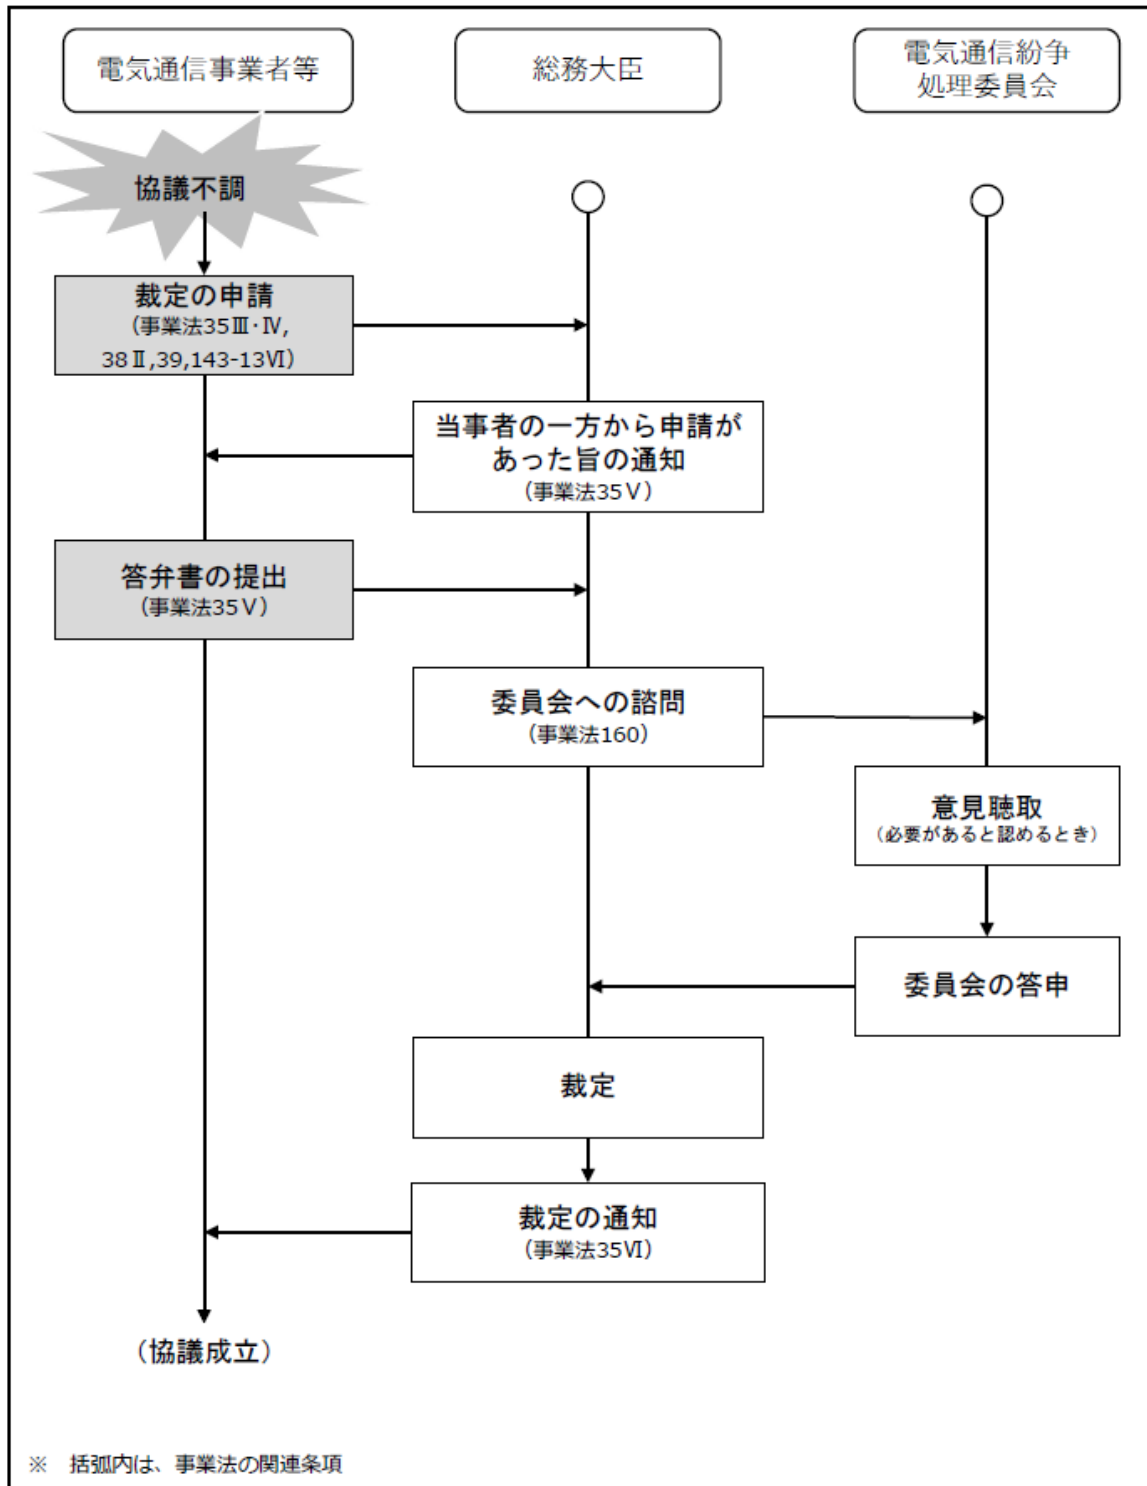 電気通信事業者等
総務大臣
電気通信紛争
処理委員会
協議不調
裁定の申請
（事業法35Ⅲ・Ⅳ,
38Ⅱ,39,143-13Ⅵ）
当事者の一方から申請が
あった旨の通知
（事業法35Ⅴ）
答弁書の提出
（事業法35Ⅴ）
委員会への諮問
（事業法160）
意見聴取
（必要があると認めるとき）
委員会の答申
裁定
裁定の通知
（事業法35Ⅵ）
（協議成立）
※　括弧内は、事業法の関連条項